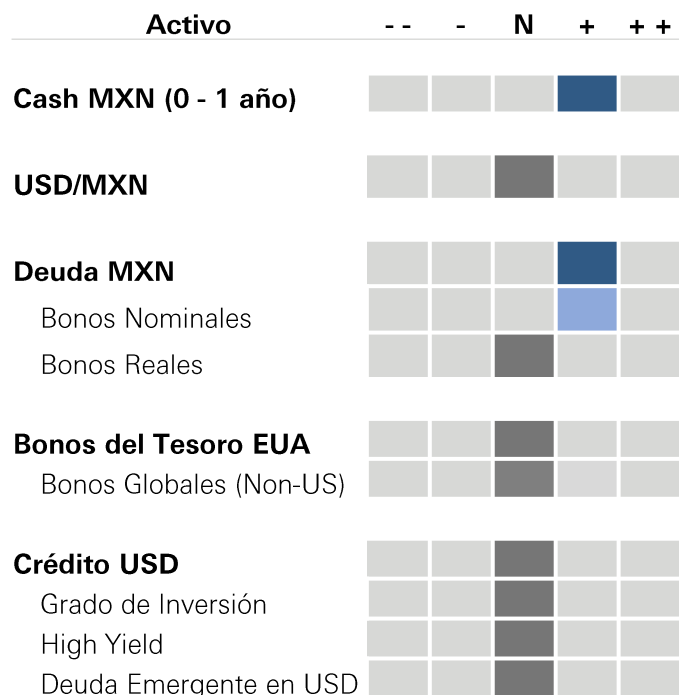 Activo - - - N + + +
Cash MXN (0 - 1 año)
USD/MXN
Deuda MXN
Bonos Nominales
Bonos Reales
Bonos del Tesoro EUA
Bonos Globales (Non-US)
Crédito USD
Grado de Inversión
High Yield
Deuda Emergente en USD